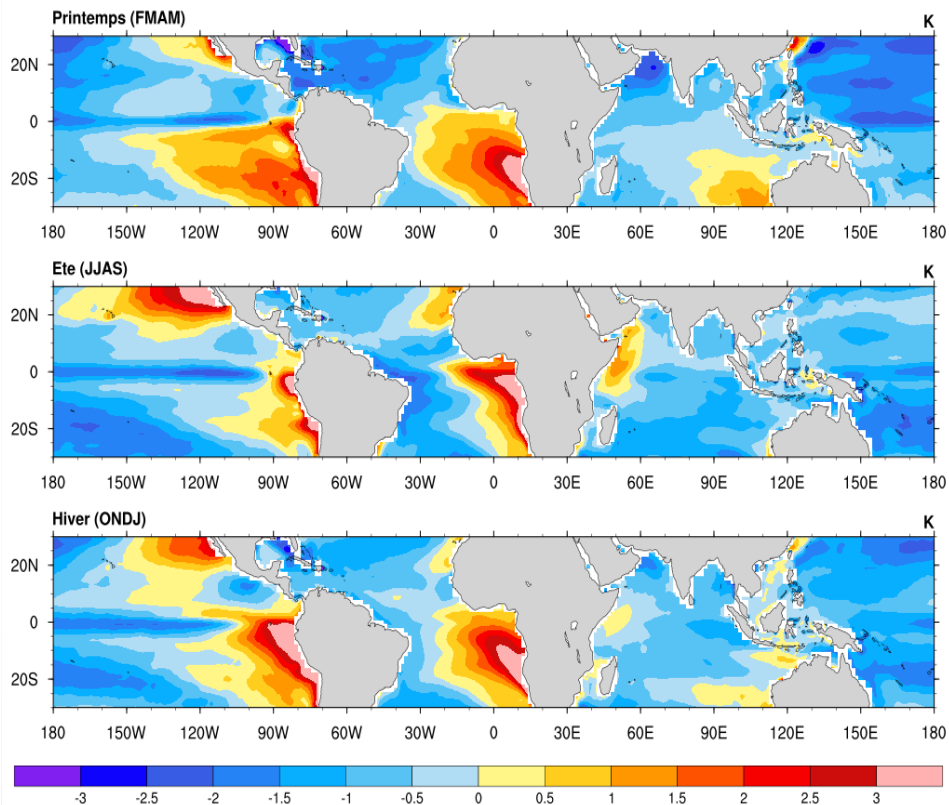 Printemps (FMAM) K
20N
0
20S
180 150W 120W 90W 60W 30W 0 30E 60E 90E 120E 150E 180
Ete (JJAS) K
20N
0
20S
180 150W 120W 90W 60W 30W 0 30E 60E 90E 120E 150E 180
Hiver (ONDJ) K
20N
0
20S
180 150W 120W 90W 60W 30W 0 30E 60E 90E 120E 150E 180
-3 -2.5 -2 -1.5 -1 -0.5 0 0.5 1 1.5 2 2.5 3